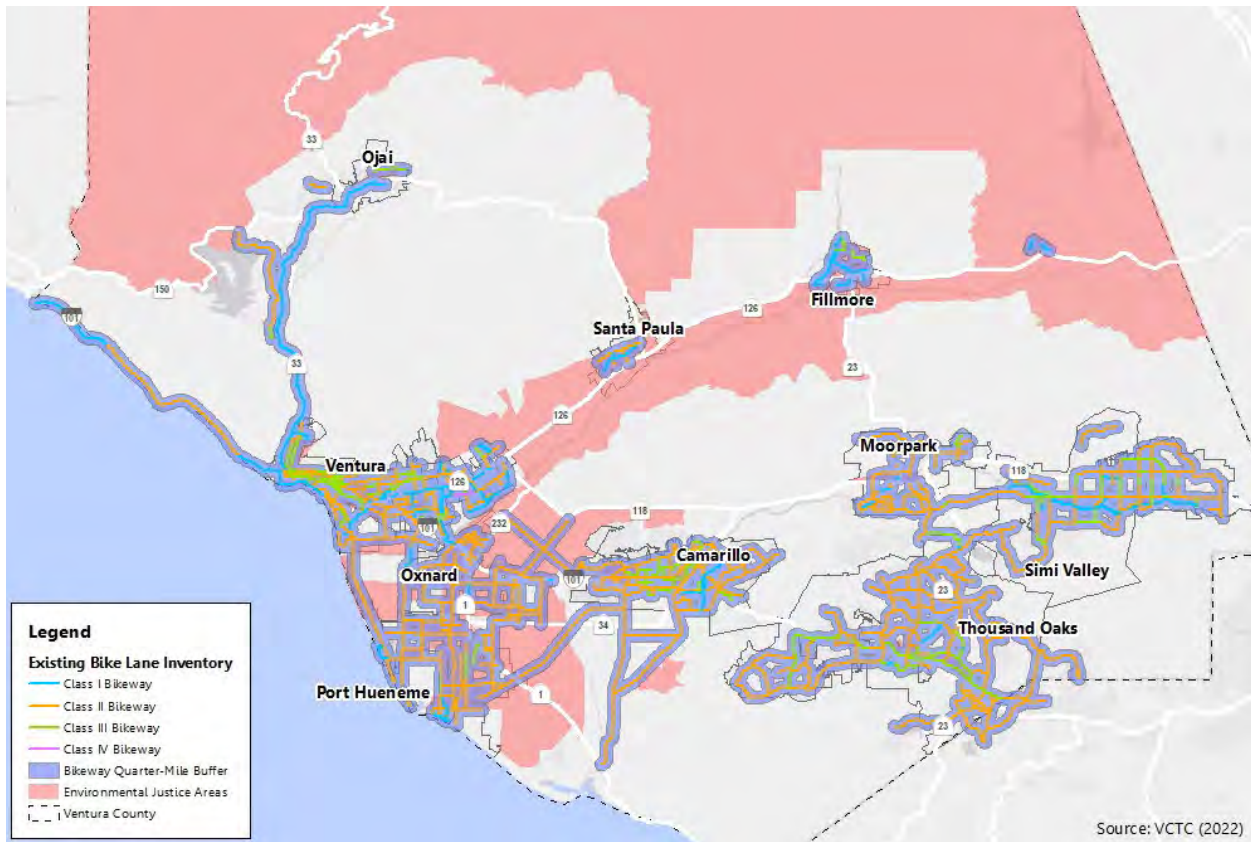 33
Ojai
150
101
126
Fillmore
Santa Paula
126
23
33
126
Moorpark
Ventura
118
126
101
232
118
Camarillo
Oxnard
101
Simi Valley
1
23
34
Thousand Oaks
Port Hueneme
1
23
Legend
Existing Bike Lane Inventory
Class I Bikeway
Class II Bikeway
Class III Bikeway
Class IV Bikeway
Bikeway Quarter-Mile Buffer
Environmental Justice Areas
Ventura County
Source: VCTC (2022)